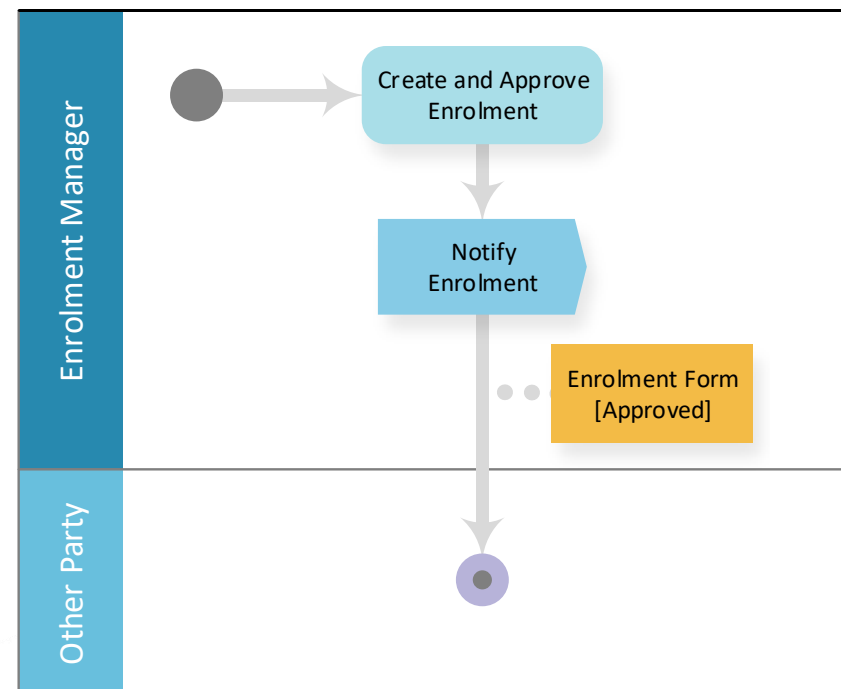 Enrolment Manager
Create and Approve
Enrolment
Notify
Enrolment
Enrolment Form
[Approved]
Other Party